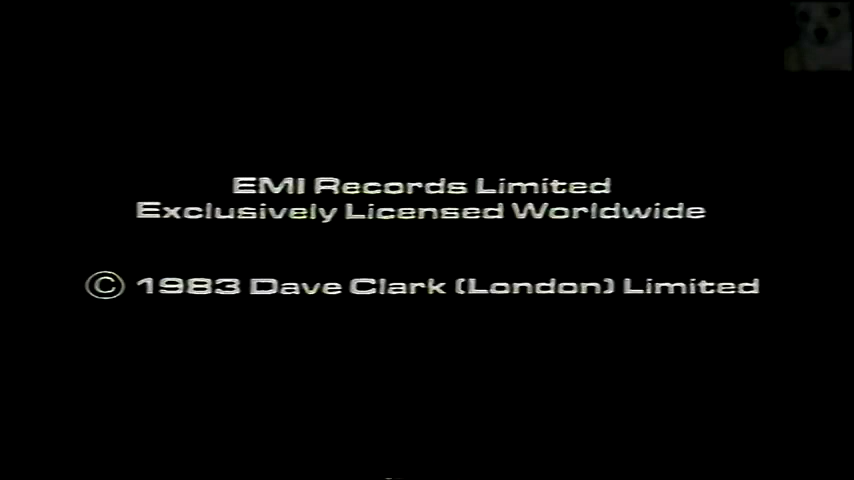 EMI Records Limited
Exclusively Licensed Worldwide
© 1983 Dave Clark (London) Limited